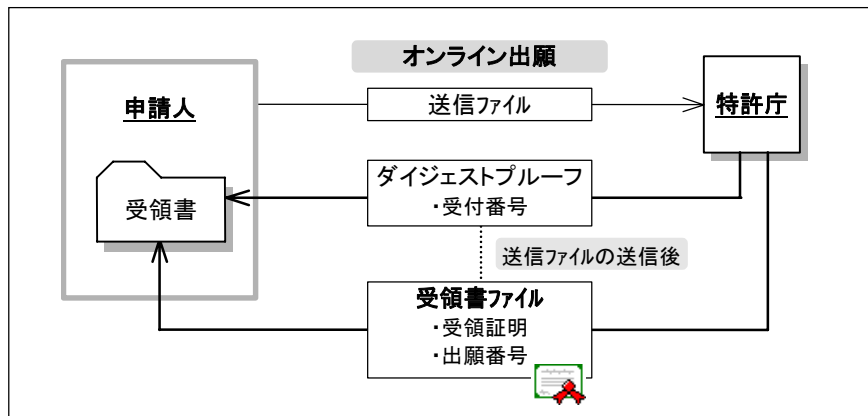 オンライン出願
申請人
送信ファイル
特許庁
受領書
ダイジェストプルーフ
・受付番号
送信ファイルの送信後
受領書ファイル
・受領証明
・出願番号